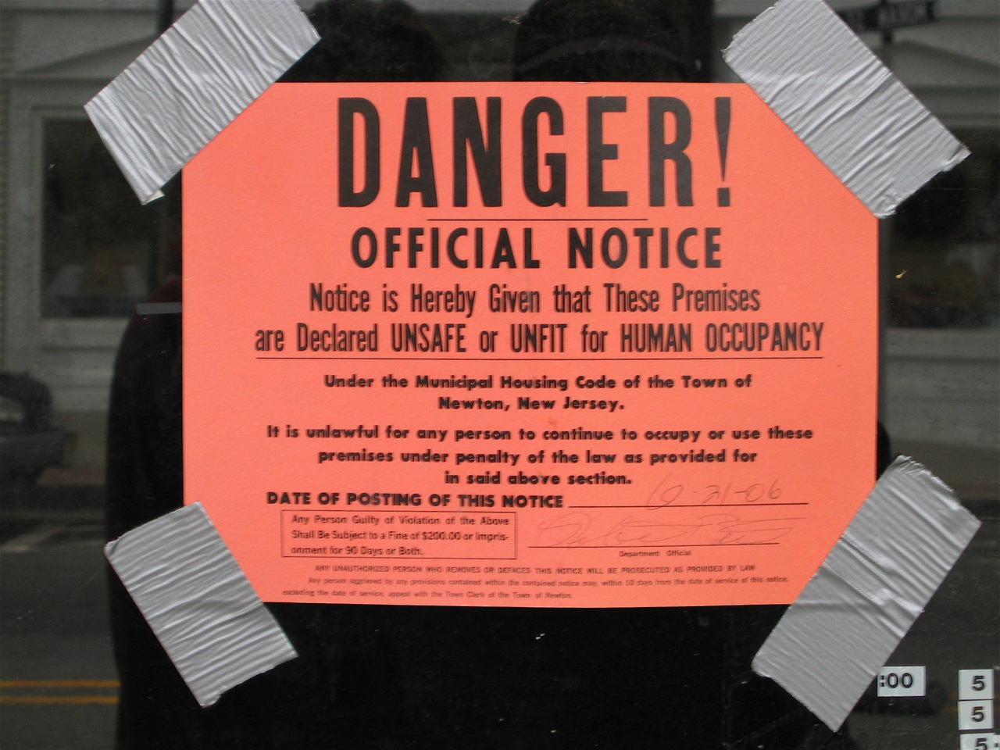 DANGER!
OFFICIAL NOTICE
Notice is Hereby Given that These Premises
are Declared UNSAFE or UNFIT for HUMAN OCCUPANCY
Under the Municipal Housing Code of the Town of
Newton, New Jersey.
It is unlawful for any person to continue to occupy or use these
premises under penalty of the law as provided for
in said above section.
DATE OF POSTING OF THIS NOTICE 10-21-06
Any Person Guilty of Violation of the Above
Shall Be Subject to a Fine of $200.00 or Impris-
onment for 90 Days or Both.
Department Official
ANY UNAUTHORIZED PERSON WHO REMOVES OR DEFACES THIS NOTICE WILL BE PROSECUTED AS PROVIDED BY LAW
Any person aggrieved by any provisions contained within the contained notice may, within 10 days from the date of service of this notice,
excluding the date of service, appeal with the Town Clerk of the Town of Newton.
:00
5
5
5: